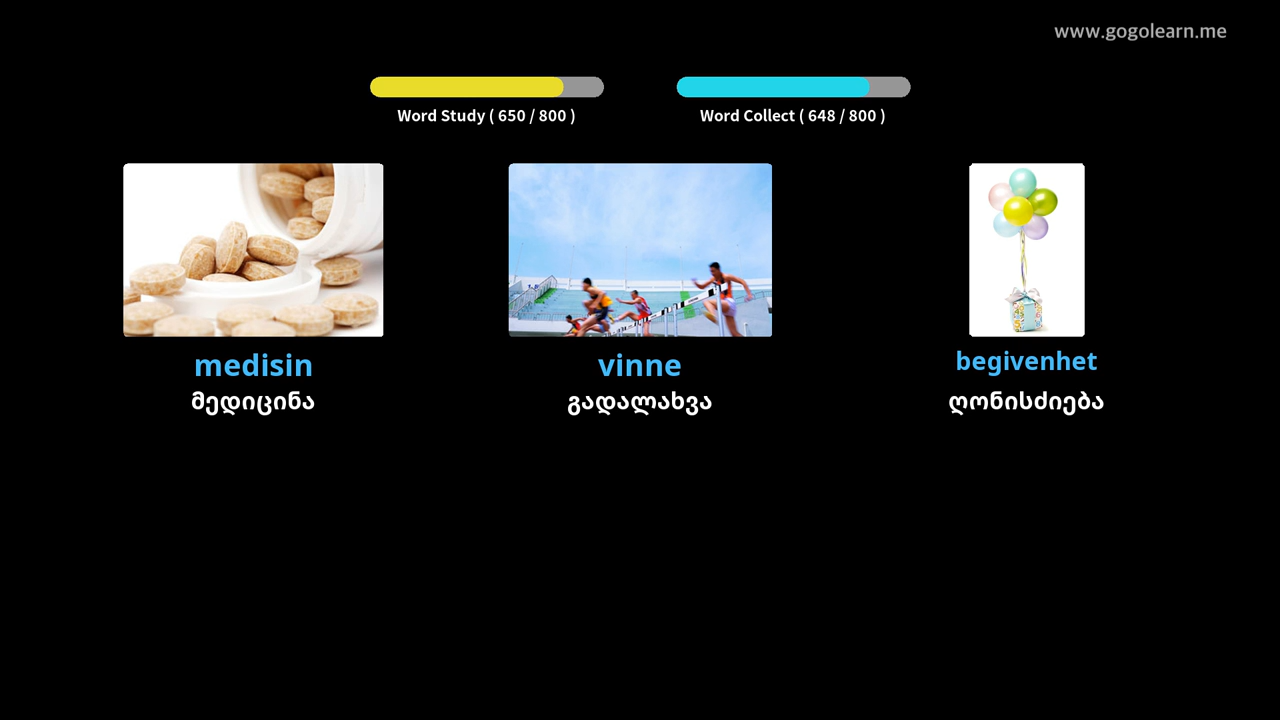 www.gogolearn.me
Word Study ( 650 / 800 )
Word Collect ( 648 / 800 )
medisin
vinne
begivenhet
მედიცინა
გადალახვა
ღონისძიება